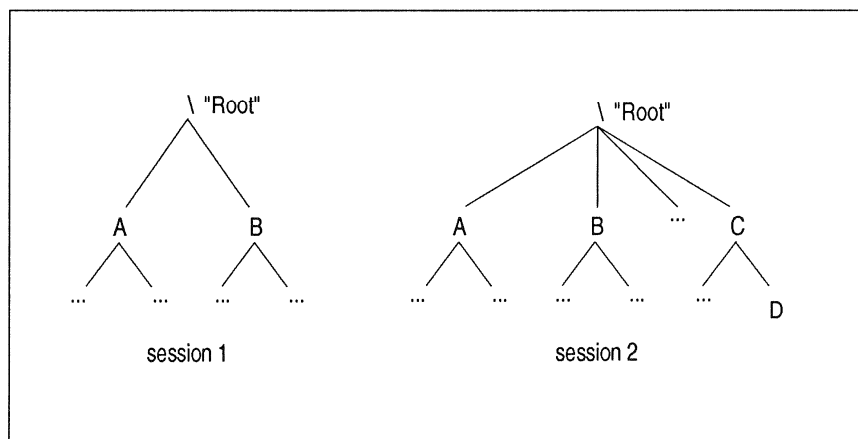 \ "Root"
A B
... ... ... ...
session 1
\ "Root"
A B ... C
... ... ... ... ... D
session 2